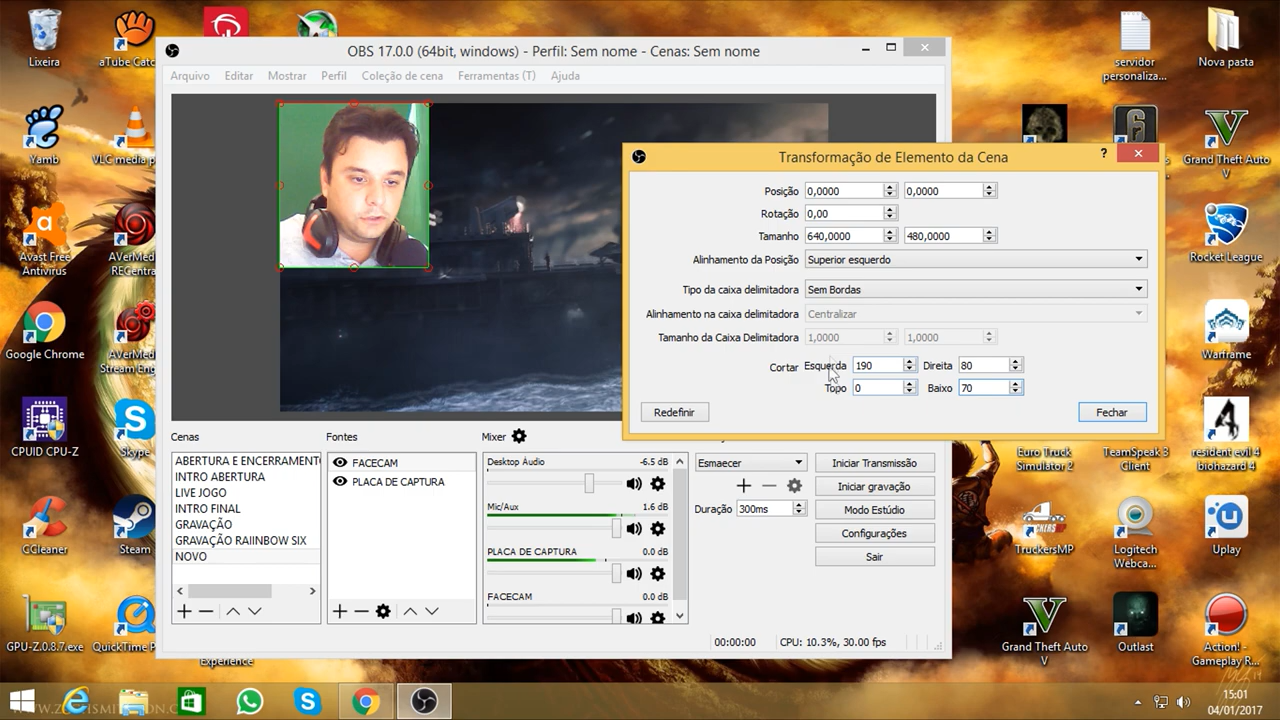 Lixeira
aTube Catc
servidor
personaliza...
Nova pasta
OBS 17.0.0 (64bit, windows) - Perfil: Sem nome - Cenas: Sem nome
Arquivo
Editar
Mostrar
Perfil
Coleção de cena
Ferramentas (T)
Ajuda
Yamb
VLC media p
Grand Theft Auto
V
Transformação de Elemento da Cena
?
Posição 0,0000 0,0000
Rotação 0,00
Tamanho 640,0000 480,0000
Alinhamento da Posição Superior esquerdo
Tipo da caixa delimitadora Sem Bordas
Alinhamento na caixa delimitadora Centralizar
Tamanho da Caixa Delimitadora 1,0000 1,0000
Cortar Esquerda 190 Direita 80
Topo 0 Baixo 70
Redefinir
Fechar
Avast Free
Antivirus
AVerMed
RECentra
Rocket League
Google Chrome
AVerMed
Stream En
Warframe
CPUID CPU-Z
Skype
Euro Truck
Simulator 2
TeamSpeak 3
Client
resident evil 4
biohazard 4
Cenas
ABERTURA E ENCERRAMENT
INTRO ABERTURA
LIVE JOGO
INTRO FINAL
GRAVAÇÃO
GRAVAÇÃO RAIINBOW SIX
NOVO
Fontes
FACECAM
PLACA DE CAPTURA
Mixer
Desktop Audio -6.5 dB
Mic/Aux 1.6 dB
PLACA DE CAPTURA 0.0 dB
FACECAM 0.0 dB
Esmaecer
Duração 300ms
Iniciar Transmissão
Iniciar gravação
Modo Estúdio
Configurações
Sair
00:00:00
CPU: 10.3%, 30.00 fps
CCleaner
Steam
TruckersMP
Logitech
Webca...
Uplay
GPU-Z.0.8.7.exe
QuickTime P
Experience
Grand Theft Auto
V
Outlast
Action! -
Gameplay R...
15:01
04/01/2017